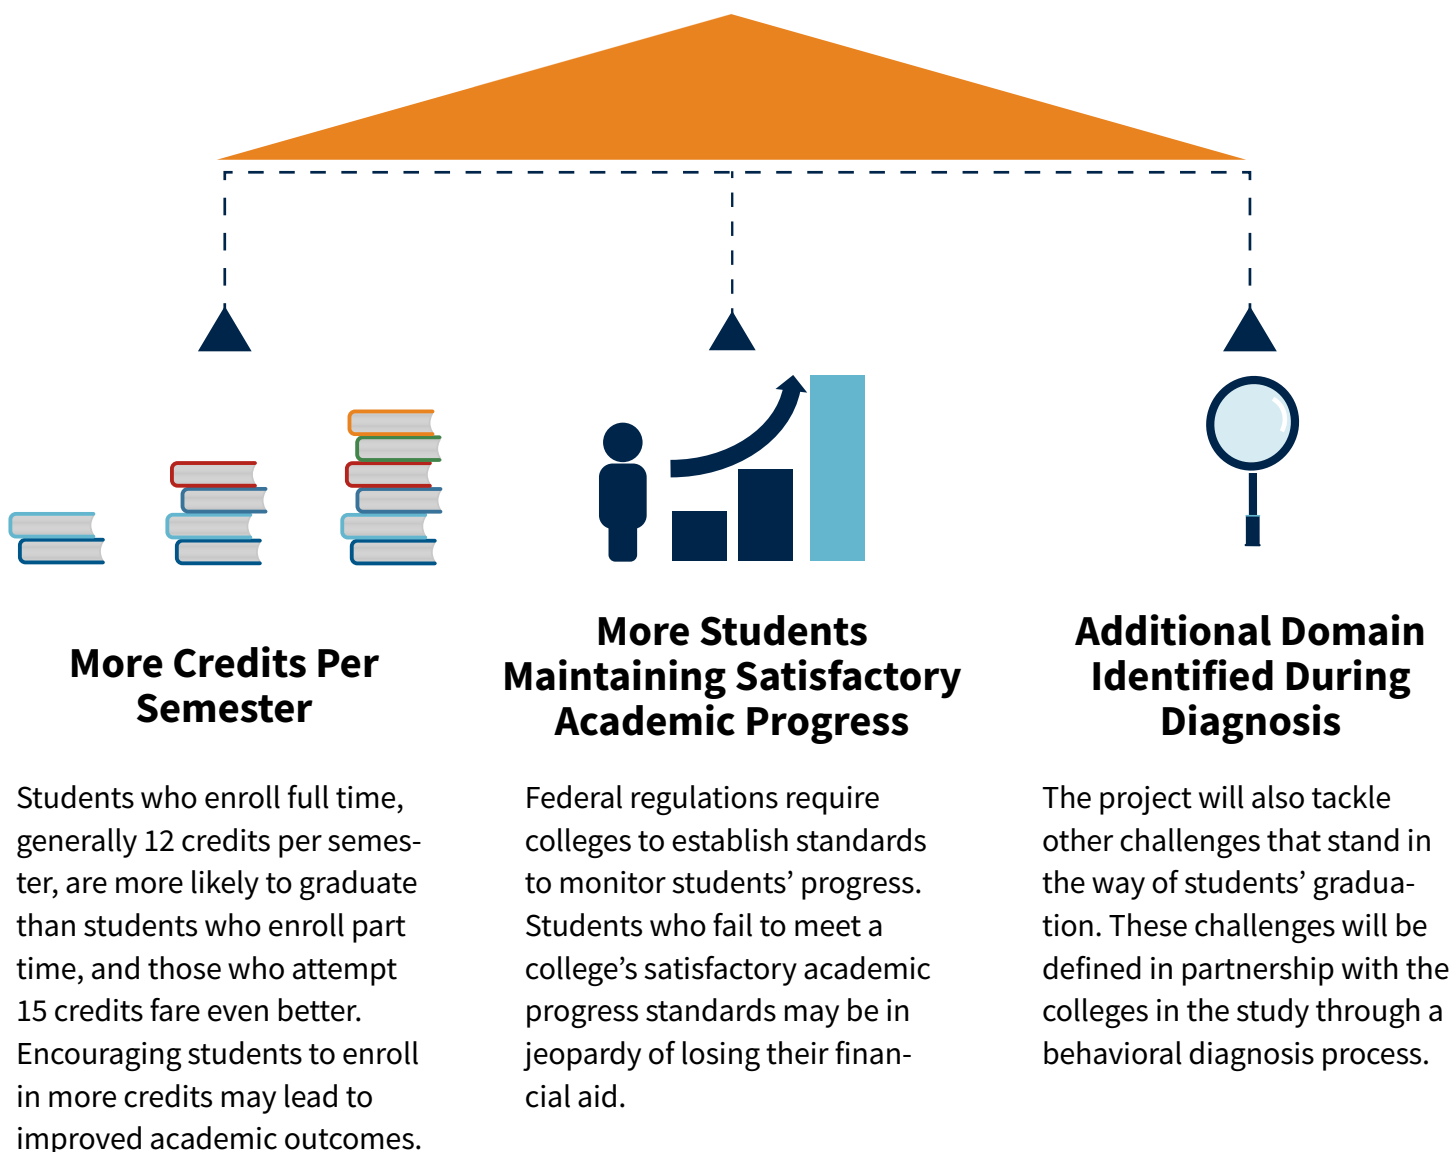 More Credits Per
Semester
Students who enroll full time,
generally 12 credits per semes-
ter, are more likely to graduate
than students who enroll part
time, and those who attempt
15 credits fare even better.
Encouraging students to enroll
in more credits may lead to
improved academic outcomes.
More Students
Maintaining Satisfactory
Academic Progress
Federal regulations require
colleges to establish standards
to monitor students’ progress.
Students who fail to meet a
college’s satisfactory academic
progress standards may be in
jeopardy of losing their finan-
cial aid.
Additional Domain
Identified During
Diagnosis
The project will also tackle
other challenges that stand in
the way of students’ gradua-
tion. These challenges will be
defined in partnership with the
colleges in the study through a
behavioral diagnosis process.